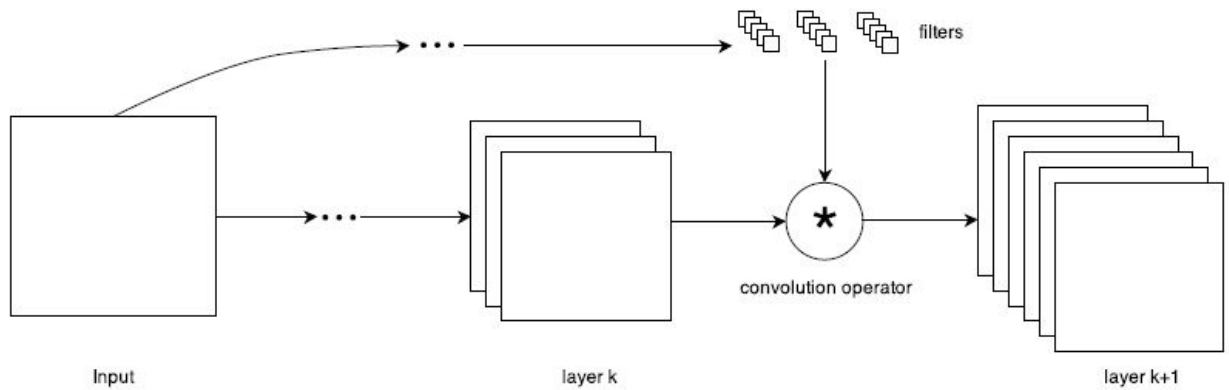 filters
convolution operator
Input
layer k
layer k+1